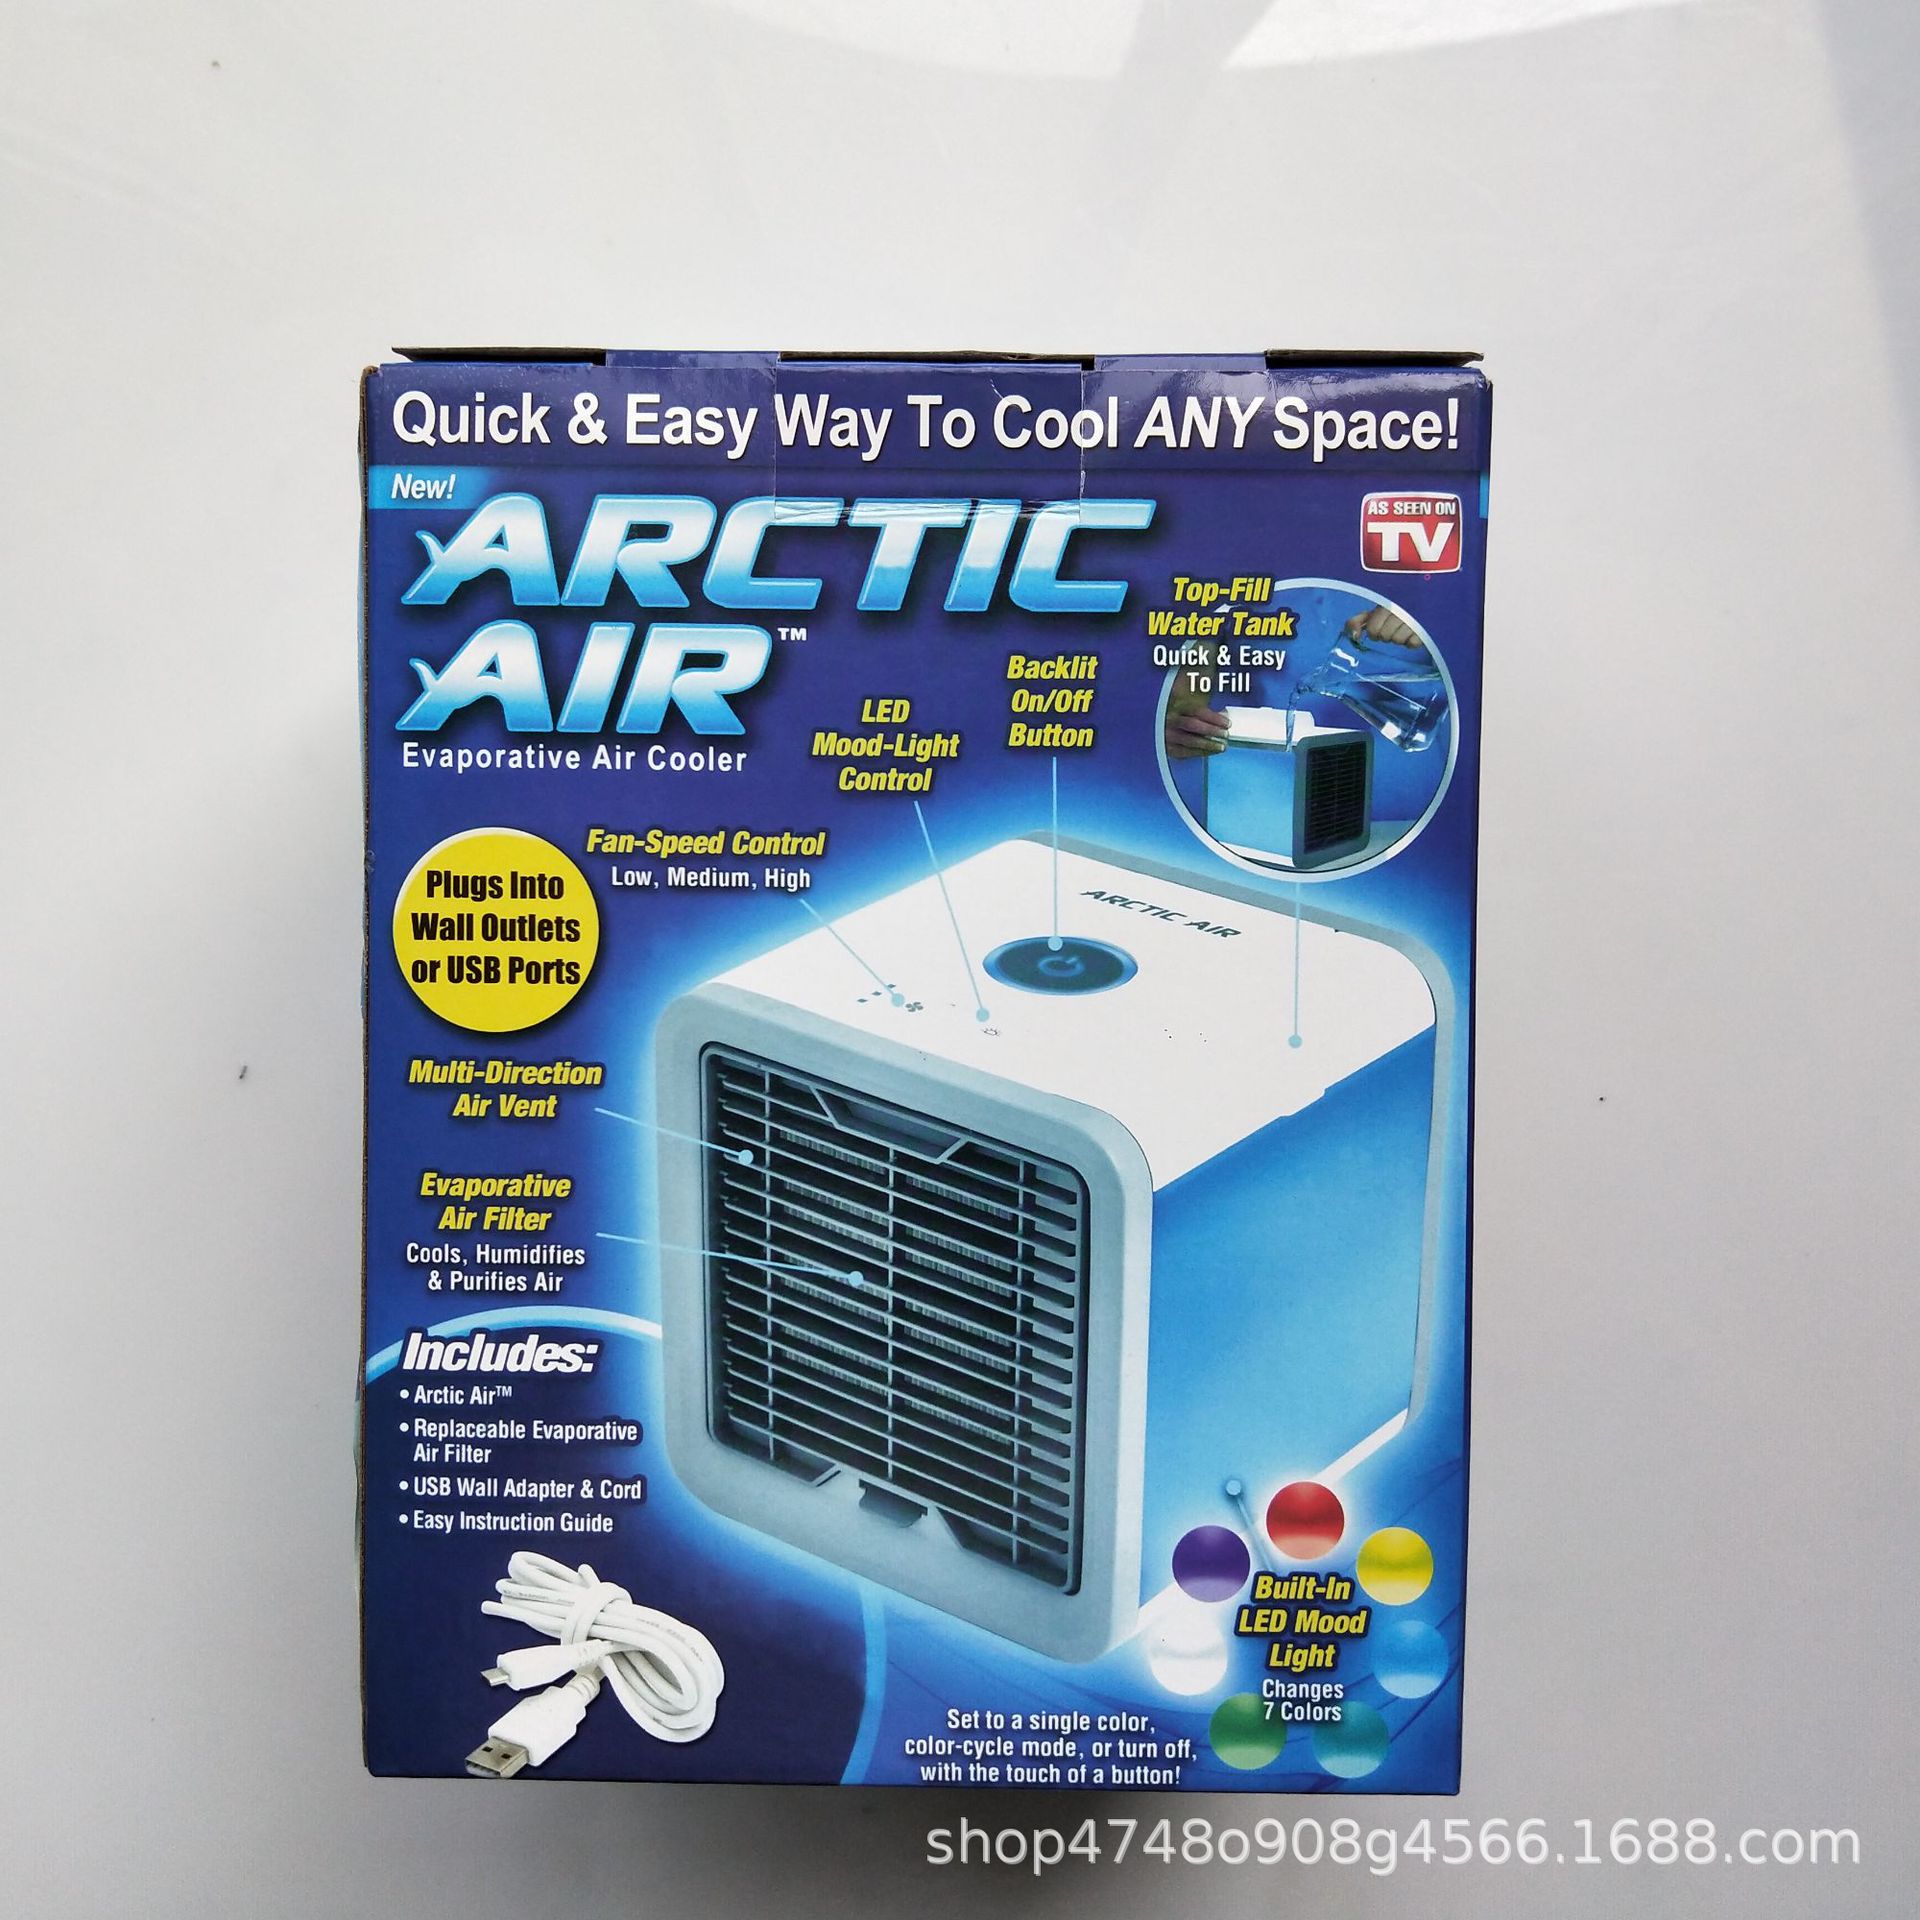 Quick & Easy Way To Cool ANY Space!
New!
ARCTIC
AIR™
Evaporative Air Cooler
AS SEEN ON
TV
Top-Fill
Water Tank
Quick & Easy
To Fill
Backlit
On/Off
Button
LED
Mood-Light
Control
Fan-Speed Control
Low, Medium, High
Plugs Into
Wall Outlets
or USB Ports
ARCTIC AIR
Multi-Direction
Air Vent
Evaporative
Air Filter
Cools, Humidifies
& Purifies Air
Includes:
• Arctic Air™
• Replaceable Evaporative
Air Filter
• USB Wall Adapter & Cord
• Easy Instruction Guide
Built-In
LED Mood
Light
Changes
7 Colors
Set to a single color,
color-cycle mode, or turn off,
with the touch of a button!
shop4748o908g4566.1688.com